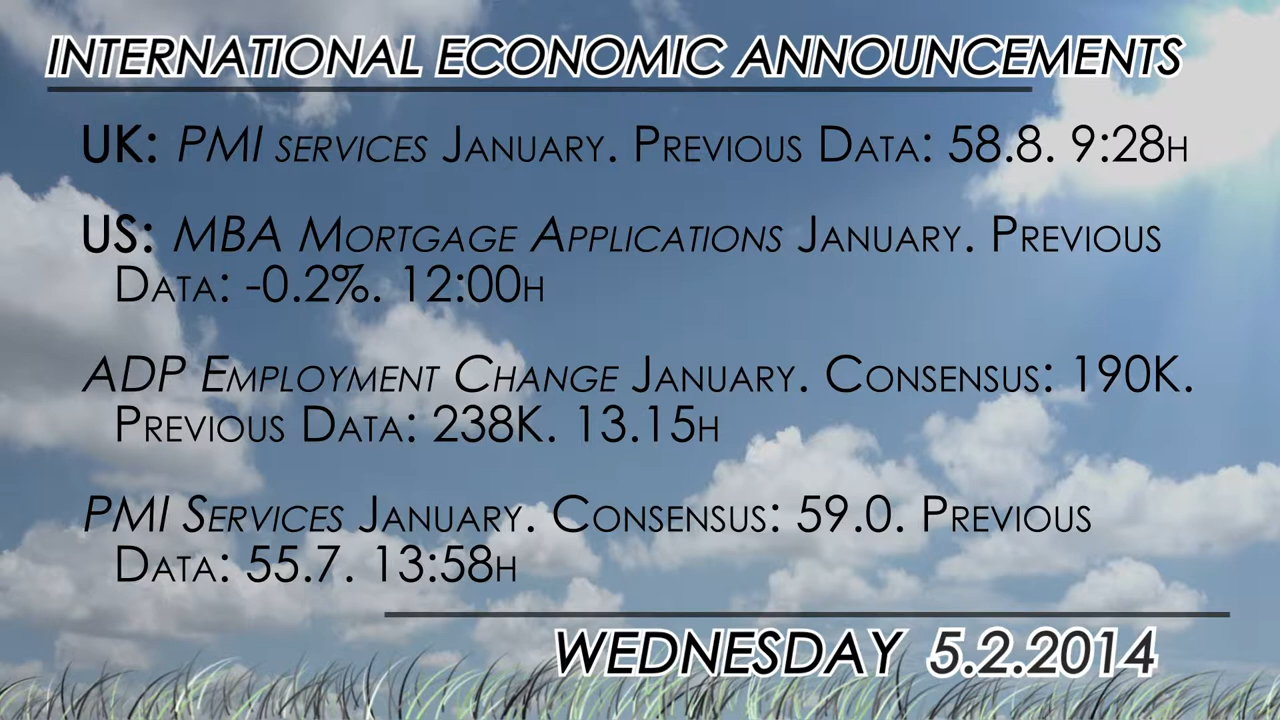 INTERNATIONAL ECONOMIC ANNOUNCEMENTS
UK: PMI SERVICES JANUARY. PREVIOUS DATA: 58.8. 9:28H
US: MBA MORTGAGE APPLICATIONS JANUARY. PREVIOUS
DATA: -0.2%. 12:00H
ADP EMPLOYMENT CHANGE JANUARY. CONSENSUS: 190K.
PREVIOUS DATA: 238K. 13.15H
PMI SERVICES JANUARY. CONSENSUS: 59.0. PREVIOUS
DATA: 55.7. 13:58H
WEDNESDAY 5.2.2014